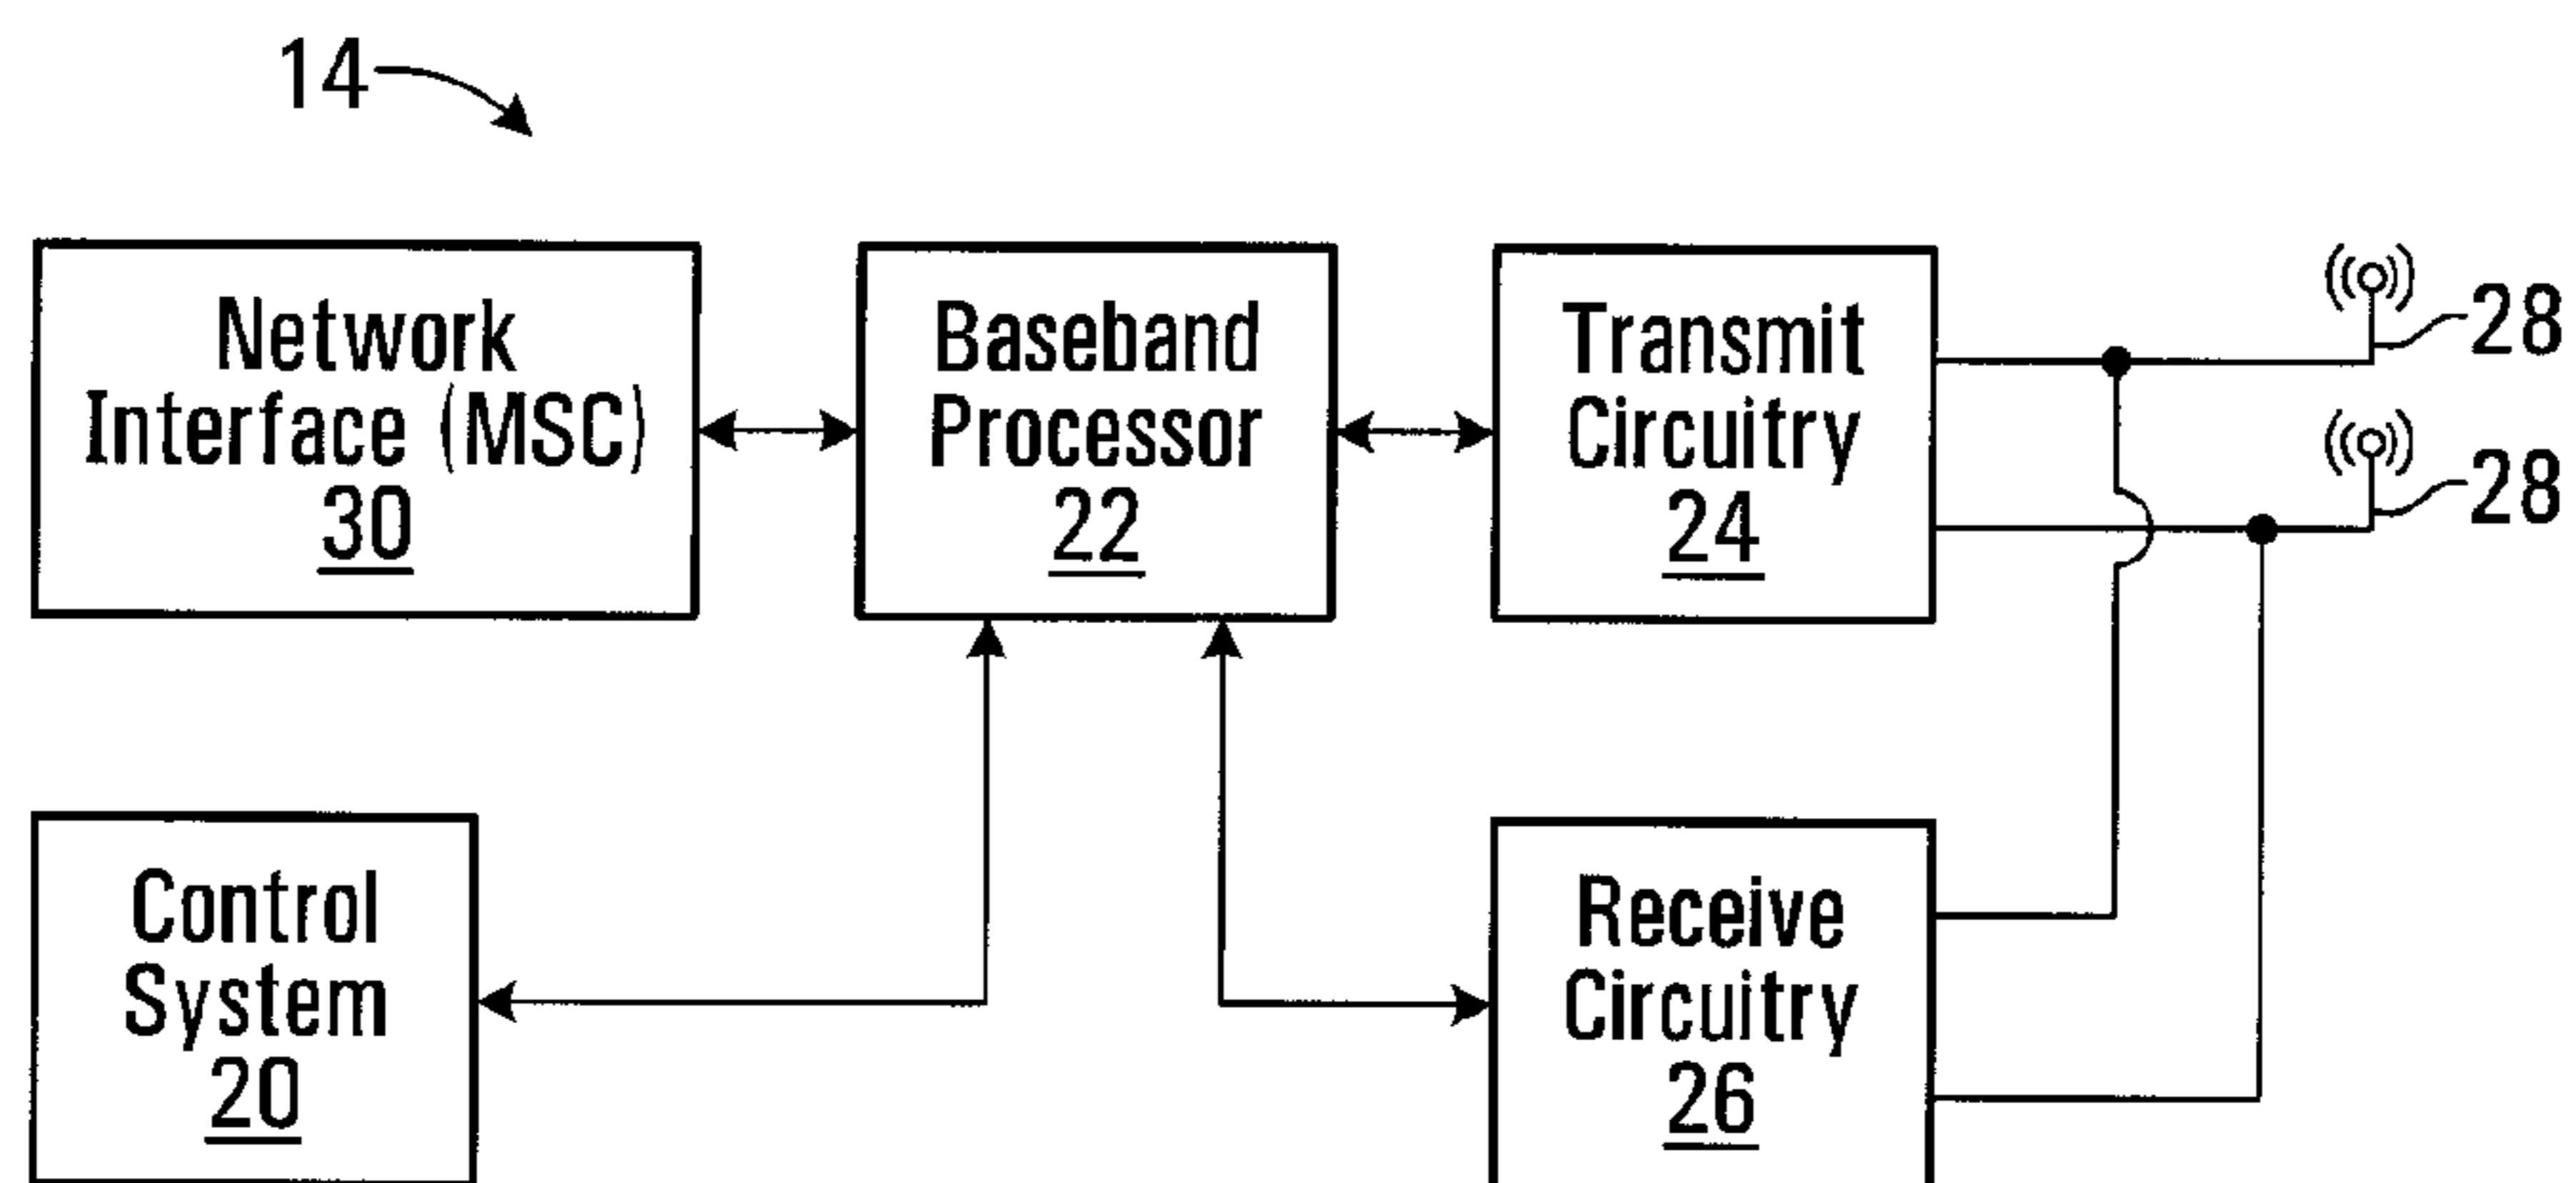 14
Network
Interface (MSC)
30
Baseband
Processor
22
Transmit
Circuitry
24
28
28
Control
System
20
Receive
Circuitry
26